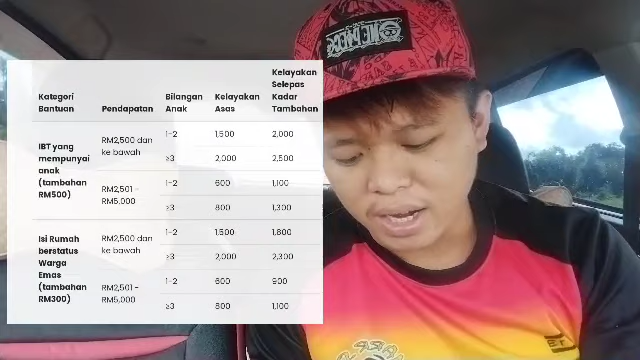 Kategori Bantuan Pendapatan Bilangan Anak Kelayakan Asas Kelayakan Selepas Kadar Tambahan
IBT yang mempunyai anak (tambahan RM500)
RM2,500 dan ke bawah
1-2 1,500 2,000
≥3 2,000 2,500
RM2,501 - RM5,000
1-2 600 1,100
≥3 800 1,300
Isi Rumah berstatus Warga Emas (tambahan RM300)
RM2,500 dan ke bawah
1-2 1,500 1,800
≥3 2,000 2,300
RM2,501 - RM5,000
1-2 600 900
≥3 800 1,100